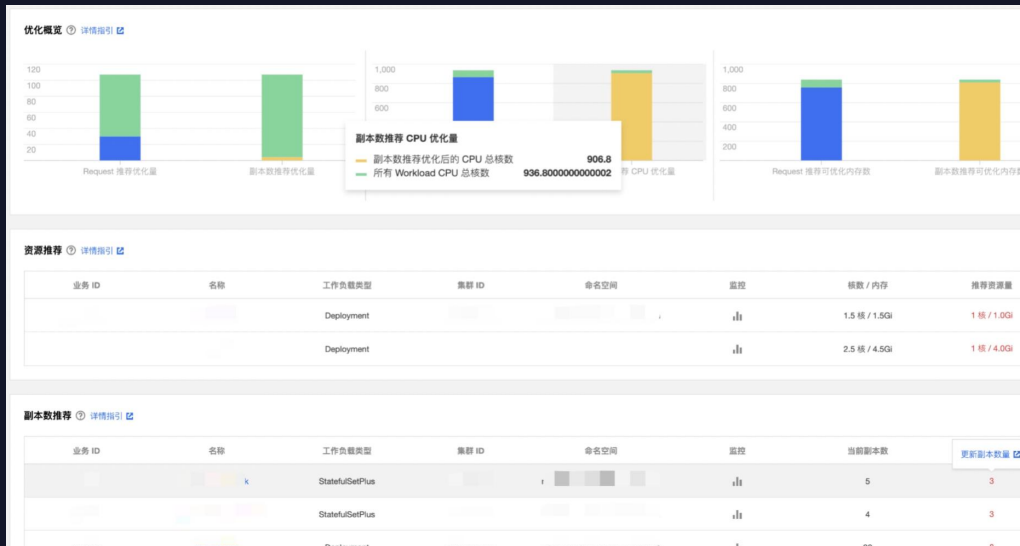 优化概览 详情指引
120
100
80
60
40
20
Request 推荐优化量
副本数推荐优化量
1,000
800
600
副本数推荐 CPU 优化量
副本数推荐优化后的 CPU 总核数 906.8
所有 Workload CPU 总核数 936.8000000000002
荐 CPU 优化量
1,000
800
600
400
200
Request 推荐可优化内存数
副本数推荐可优化内存数
资源推荐 详情指引
业务 ID 名称 工作负载类型 集群 ID 命名空间 监控 核数 / 内存 推荐资源量
Deployment 1.5 核 / 1.5Gi 1 核 / 1.0Gi
Deployment 2.5 核 / 4.5Gi 1 核 / 4.0Gi
副本数推荐 详情指引
业务 ID 名称 工作负载类型 集群 ID 命名空间 监控 当前副本数
更新副本数量
k StatefulSetPlus r 5 3
StatefulSetPlus 4 3